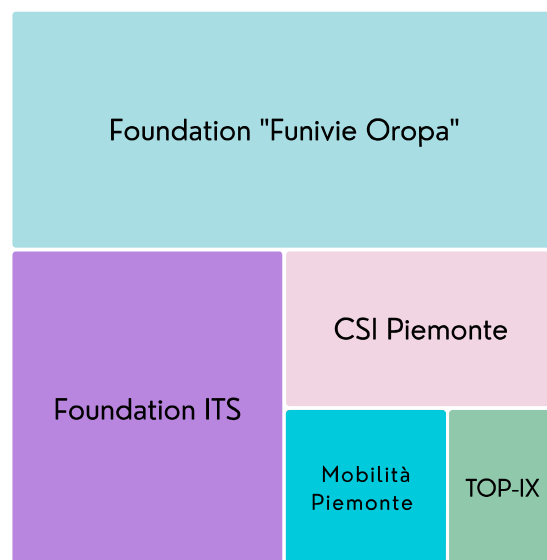 Foundation "Funivie Oropa"
CSI Piemonte
Foundation ITS
Mobilità
Piemonte
TOP-IX